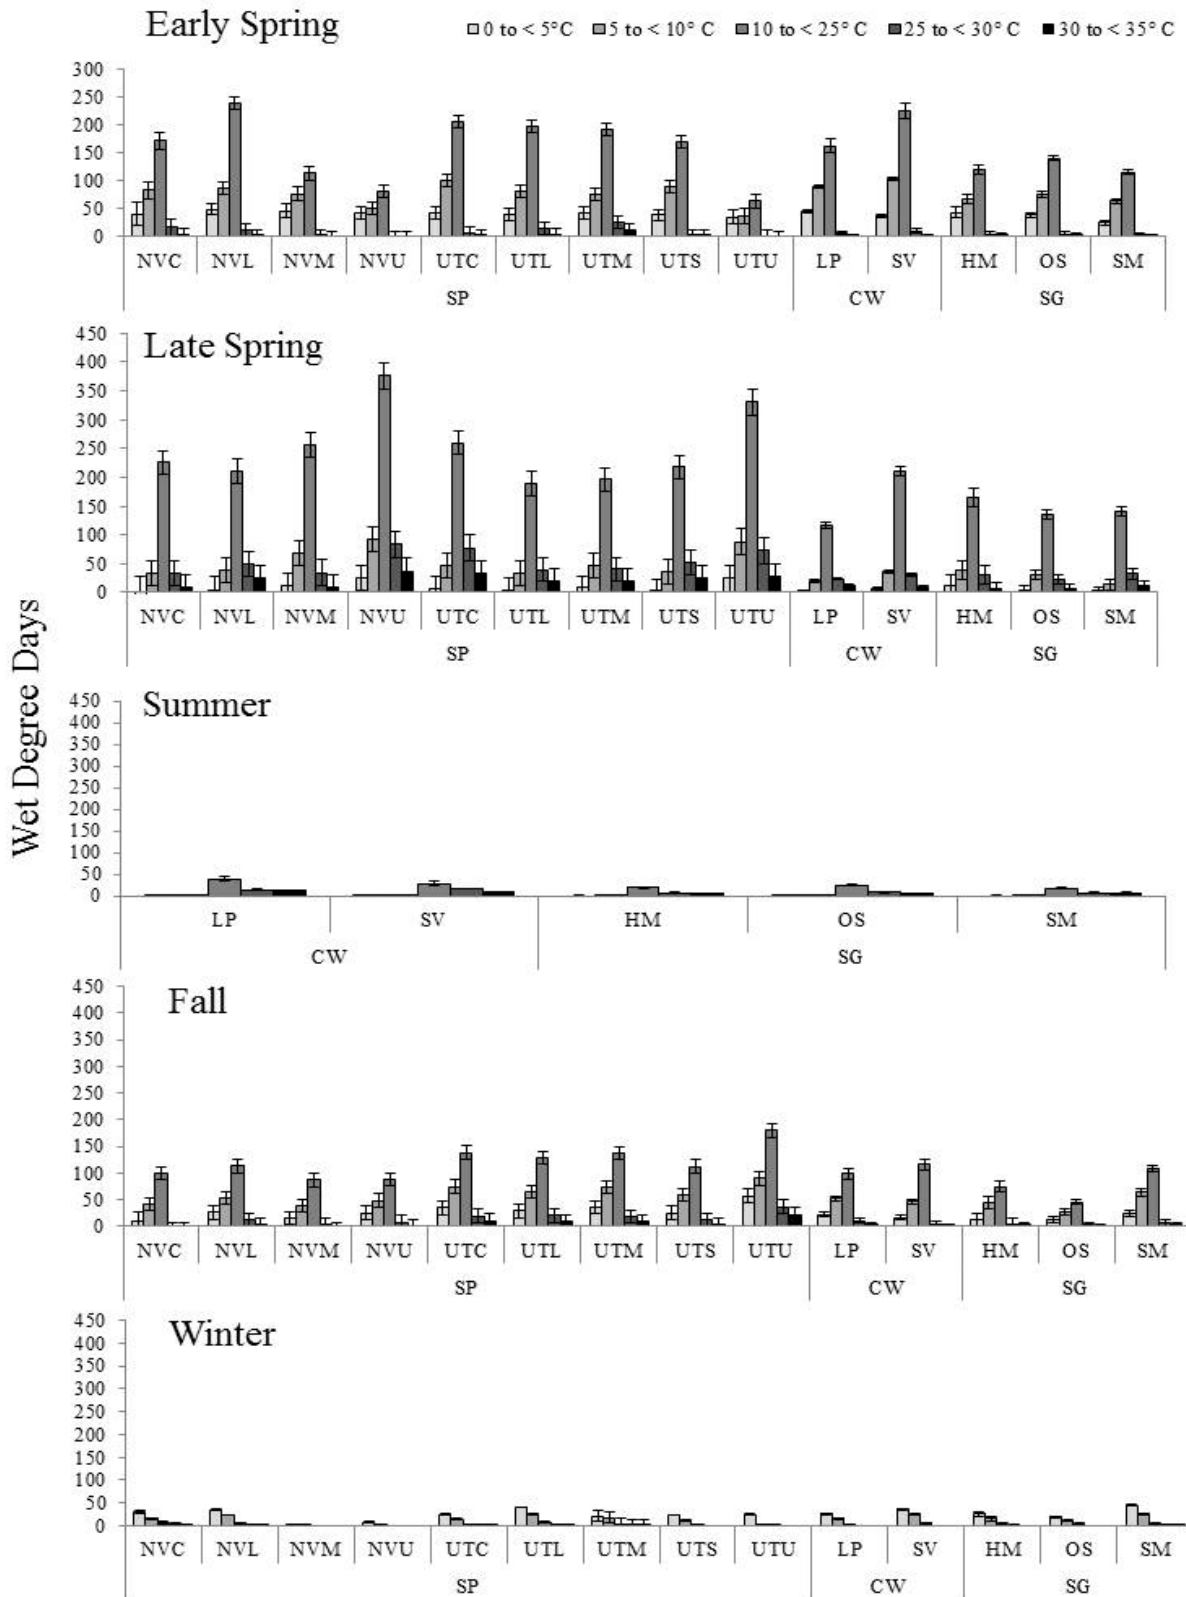 Early Spring
0 to < 5°C 5 to < 10° C 10 to < 25° C 25 to < 30° C 30 to < 35° C
300
250
200
150
100
50
0
NVC NVL NVM NVU UTC UTL UTM UTS UTU LP SV HM OS SM
SP CW SG
Late Spring
450
400
350
300
250
200
150
100
50
0
NVC NVL NVM NVU UTC UTL UTM UTS UTU LP SV HM OS SM
SP CW SG
Wet Degree Days
Summer
450
400
350
300
250
200
150
100
50
0
LP SV HM OS SM
CW SG
Fall
450
400
350
300
250
200
150
100
50
0
NVC NVL NVM NVU UTC UTL UTM UTS UTU LP SV HM OS SM
SP CW SG
Winter
450
400
350
300
250
200
150
100
50
0
NVC NVL NVM NVU UTC UTL UTM UTS UTU LP SV HM OS SM
SP CW SG